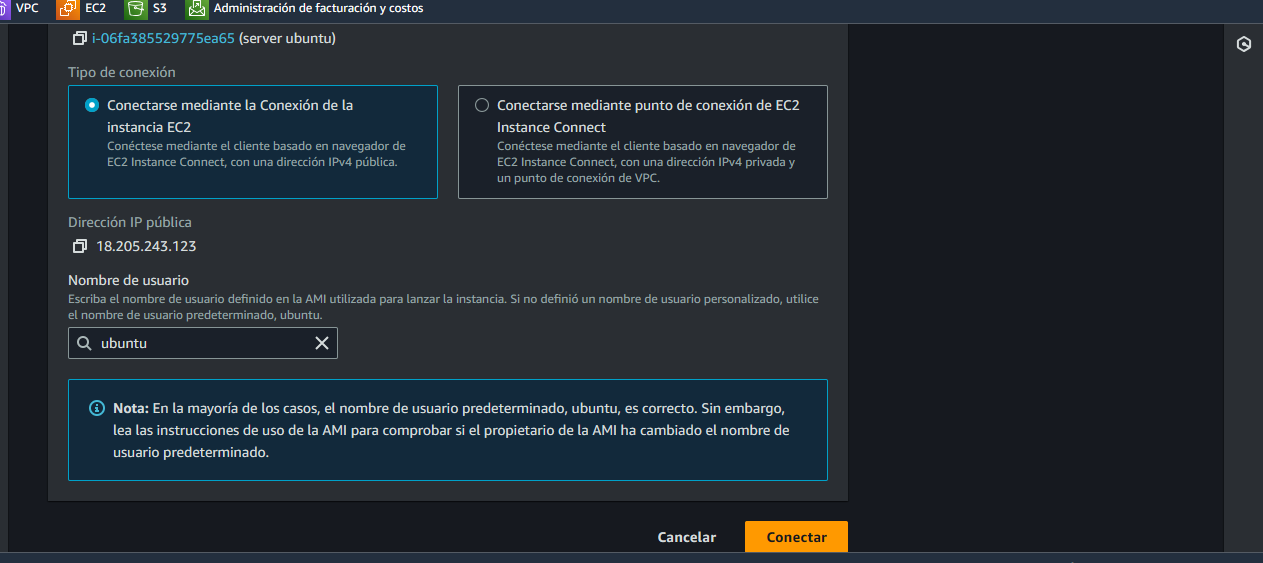 VPC EC2 S3 Administración de facturación y costos
i-06fa385529775ea65 (server ubuntu)
Tipo de conexión
Conectarse mediante la Conexión de la
instancia EC2
Conéctese mediante el cliente basado en navegador de
EC2 Instance Connect, con una dirección IPv4 pública.
Conectarse mediante punto de conexión de EC2
Instance Connect
Conéctese mediante el cliente basado en navegador de
EC2 Instance Connect, con una dirección IPv4 privada y
un punto de conexión de VPC.
Dirección IP pública
18.205.243.123
Nombre de usuario
Escriba el nombre de usuario definido en la AMI utilizada para lanzar la instancia. Si no definió un nombre de usuario personalizado, utilice
el nombre de usuario predeterminado, ubuntu.
ubuntu
Nota: En la mayoría de los casos, el nombre de usuario predeterminado, ubuntu, es correcto. Sin embargo,
lea las instrucciones de uso de la AMI para comprobar si el propietario de la AMI ha cambiado el nombre de
usuario predeterminado.
Cancelar Conectar